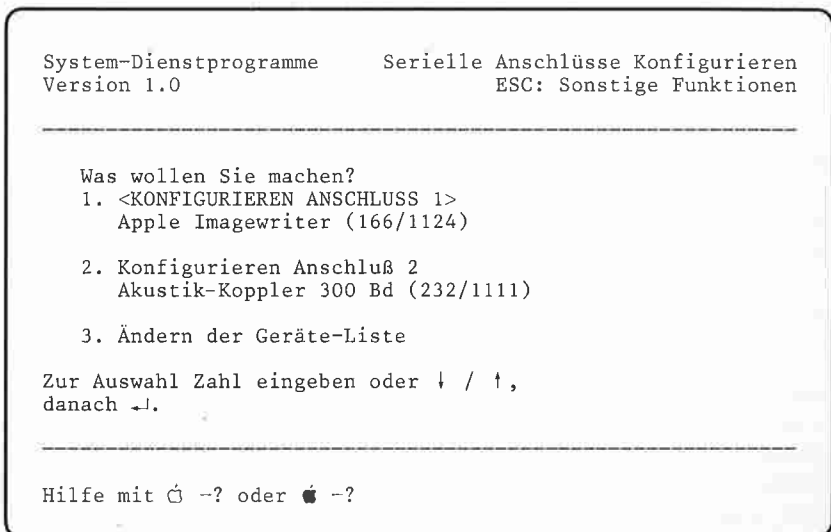 System-Dienstprogramme Serielle Anschlüsse Konfigurieren
Version 1.0 ESC: Sonstige Funktionen
Was wollen Sie machen?
1. <KONFIGURIEREN ANSCHLUSS 1>
Apple Imagewriter (166/1124)
2. Konfigurieren Anschluß 2
Akustik-Koppler 300 Bd (232/1111)
3. Ändern der Geräte-Liste
Zur Auswahl Zahl eingeben oder ↓ / ↑,
danach ↵.
Hilfe mit  -? oder  -?